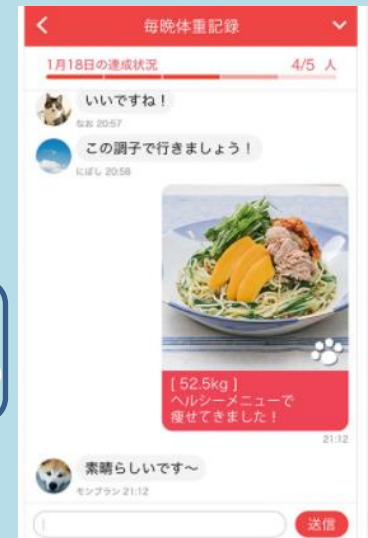 毎晩体重記録
1月18日の達成状況 4/5 人
いいですね！
なお 20:57
この調子で行きましょう！
にぼし 20:58
[ 52.5kg ]
ヘルシーメニューで
痩せてきました！
21:12
素晴らしいです〜
モンブラン 21:12
送信